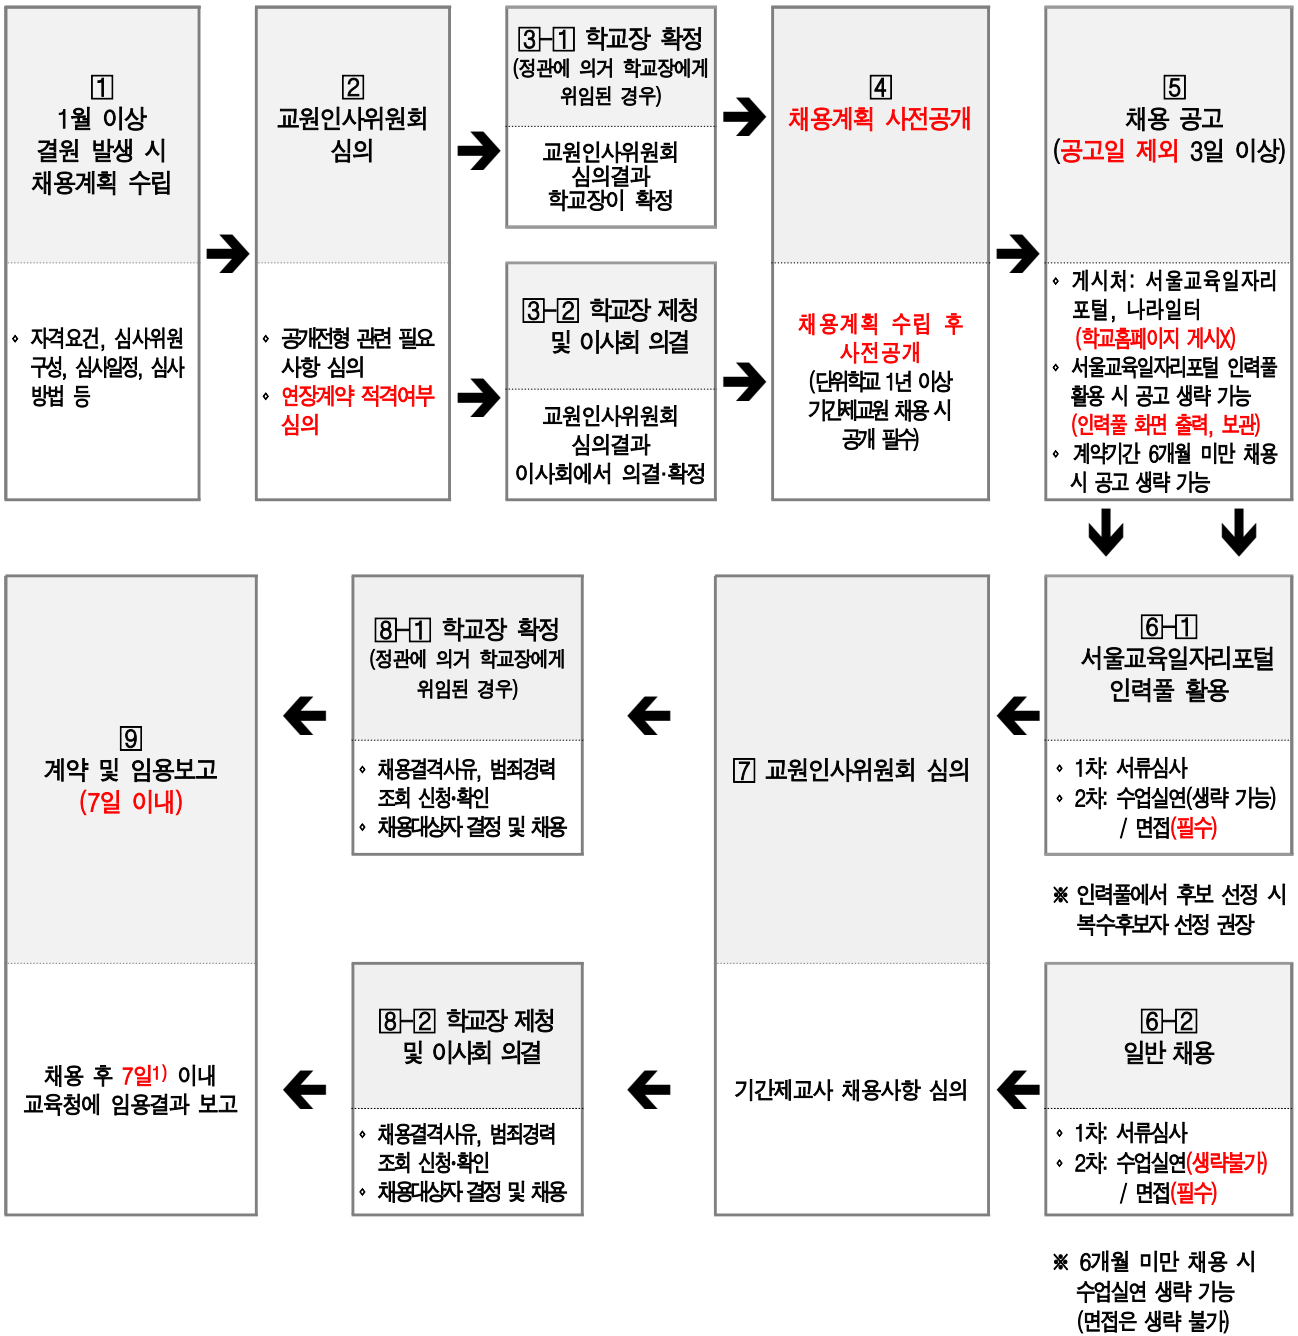 1
1월 이상
결원 발생 시
채용계획 수립
◦ 자격요건, 심사위원
구성, 심사일정, 심사
방법 등
2
교원인사위원회
심의
◦ 공개전형 관련 필요
사항 심의
◦ 연장계약 적격여부
심의
3-1 학교장 확정
(정관에 의거 학교장에게
위임된 경우)
교원인사위원회
심의결과
학교장이 확정
3-2 학교장 제청
및 이사회 의결
교원인사위원회
심의결과
이사회에서 의결·확정
4
채용계획 사전공개
채용계획 수립 후
사전공개
(단위학교 1년 이상
기간제교원 채용 시
공개 필수)
5
채용 공고
(공고일 제외 3일 이상)
◦ 게시처: 서울교육일자리
포털, 나라일터
(학교홈페이지 게시X)
◦ 서울교육일자리포털 인력풀
활용 시 공고 생략 가능
(인력풀 화면 출력, 보관)
◦ 계약기간 6개월 미만 채용
시 공고 생략 가능
6-1
서울교육일자리포털
인력풀 활용
◦ 1차: 서류심사
◦ 2차: 수업실연(생략 가능)
/ 면접(필수)
※ 인력풀에서 후보 선정 시
복수후보자 선정 권장
6-2
일반 채용
◦ 1차: 서류심사
◦ 2차: 수업실연(생략불가)
/ 면접(필수)
※ 6개월 미만 채용 시
수업실연 생략 가능
(면접은 생략 불가)
7 교원인사위원회 심의
기간제교사 채용사항 심의
8-1 학교장 확정
(정관에 의거 학교장에게
위임된 경우)
◦ 채용결격사유, 범죄경력
조회 신청·확인
◦ 채용대상자 결정 및 채용
8-2 학교장 제청
및 이사회 의결
◦ 채용결격사유, 범죄경력
조회 신청·확인
◦ 채용대상자 결정 및 채용
9
계약 및 임용보고
(7일 이내)
채용 후 7일1) 이내
교육청에 임용결과 보고